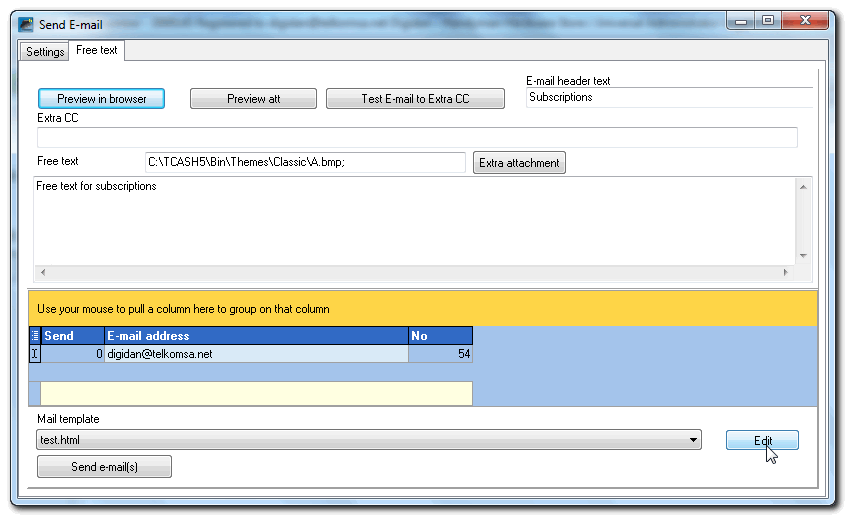 Send E-mail
Settings
Free text
E-mail header text
Preview in browser
Preview att
Test E-mail to Extra CC
Subscriptions
Extra CC
Free text
C:\TCASH5\Bin\Themes\Classic\A.bmp;
Extra attachment
Free text for subscriptions
Use your mouse to pull a column here to group on that column
Send
E-mail address
No
0
digidan@telkomsa.net
54
Mail template
test.html
Edit
Send e-mail(s)